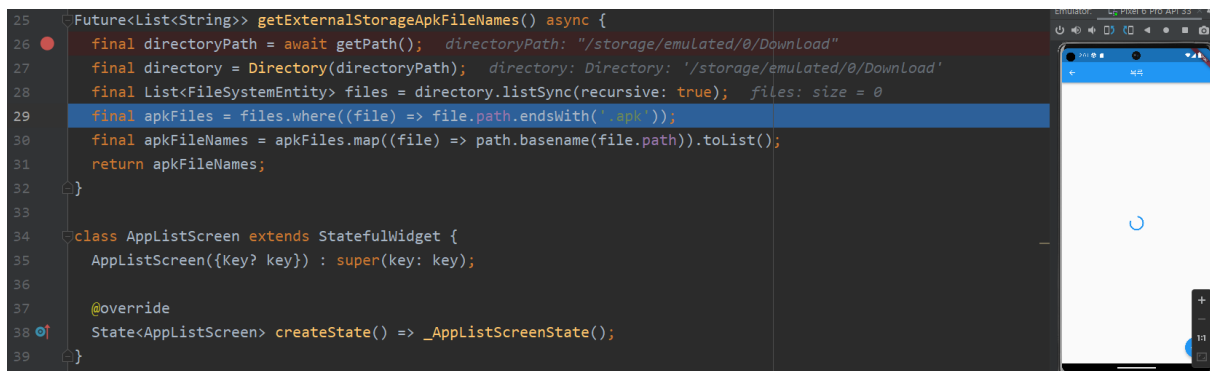 Emulator: Pixel 6 Pro API 33
25 Future<List<String>> getExternalStorageApkFileNames() async {
26 final directoryPath = await getPath(); directoryPath: "/storage/emulated/0/Download"
27 final directory = Directory(directoryPath); directory: Directory: '/storage/emulated/0/Download'
28 final List<FileSystemEntity> files = directory.listSync(recursive: true); files: size = 0
29 final apkFiles = files.where((file) => file.path.endsWith('.apk'));
30 final apkFileNames = apkFiles.map((file) => path.basename(file.path)).toList();
31 return apkFileNames;
32 }
33
34 class AppListScreen extends StatefulWidget {
35 AppListScreen({Key? key}) : super(key: key);
36
37 @override
38 State<AppListScreen> createState() => _AppListScreenState();
39 }
1:1